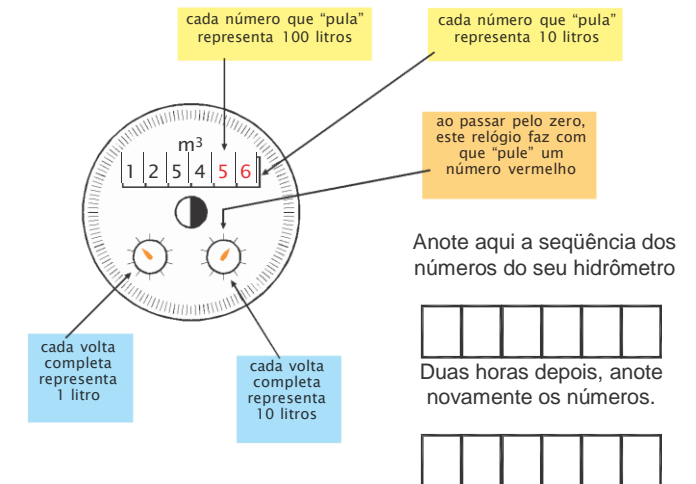 cada número que “pula”
representa 100 litros
cada número que “pula”
representa 10 litros
ao passar pelo zero,
este relógio faz com
que “pule” um
número vermelho
m³
1 2 5 4 5 6
Anote aqui a seqüência dos
números do seu hidrômetro
Duas horas depois, anote
novamente os números.
cada volta
completa
representa
1 litro
cada volta
completa
representa
10 litros